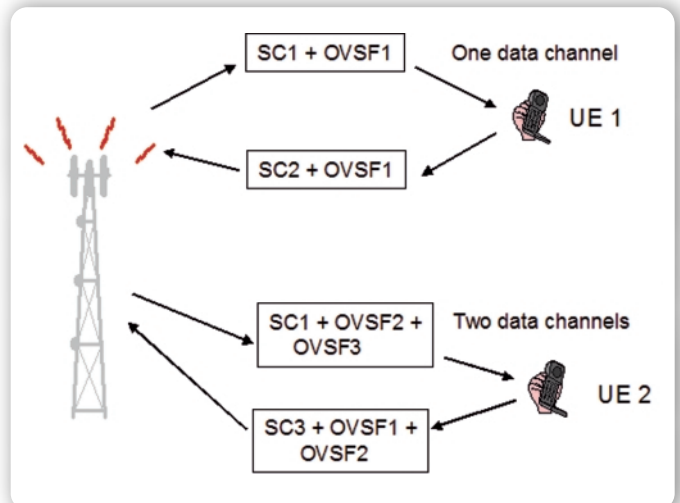 SC1 + OVSF1
One data channel
UE 1
SC2 + OVSF1
SC1 + OVSF2 +
OVSF3
Two data channels
UE 2
SC3 + OVSF1 +
OVSF2